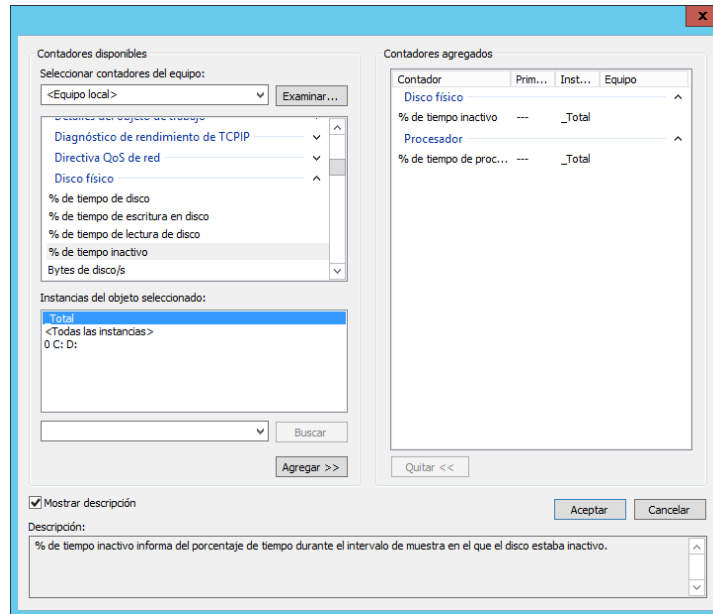 x
Contadores disponibles
Seleccionar contadores del equipo:
<Equipo local>
Examinar...
Detalles del objeto de trabajo
Diagnóstico de rendimiento de TCPIP
Directiva QoS de red
Disco físico
% de tiempo de disco
% de tiempo de escritura en disco
% de tiempo de lectura de disco
% de tiempo inactivo
Bytes de disco/s
Instancias del objeto seleccionado:
_Total
<Todas las instancias>
0 C: D:
Buscar
Agregar >>
Contadores agregados
Contador Prim... Inst... Equipo
Disco físico
% de tiempo inactivo --- _Total
Procesador
% de tiempo de proc... --- _Total
Quitar <<
Mostrar descripción
Aceptar Cancelar
Descripción:
% de tiempo inactivo informa del porcentaje de tiempo durante el intervalo de muestra en el que el disco estaba inactivo.